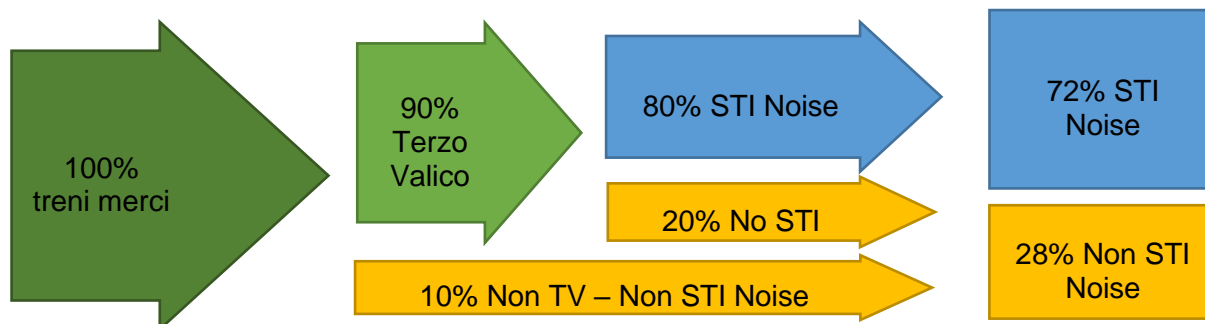 100%
treni merci
90%
Terzo
Valico
80% STI Noise
20% No STI
10% Non TV – Non STI Noise
72% STI
Noise
28% Non STI
Noise